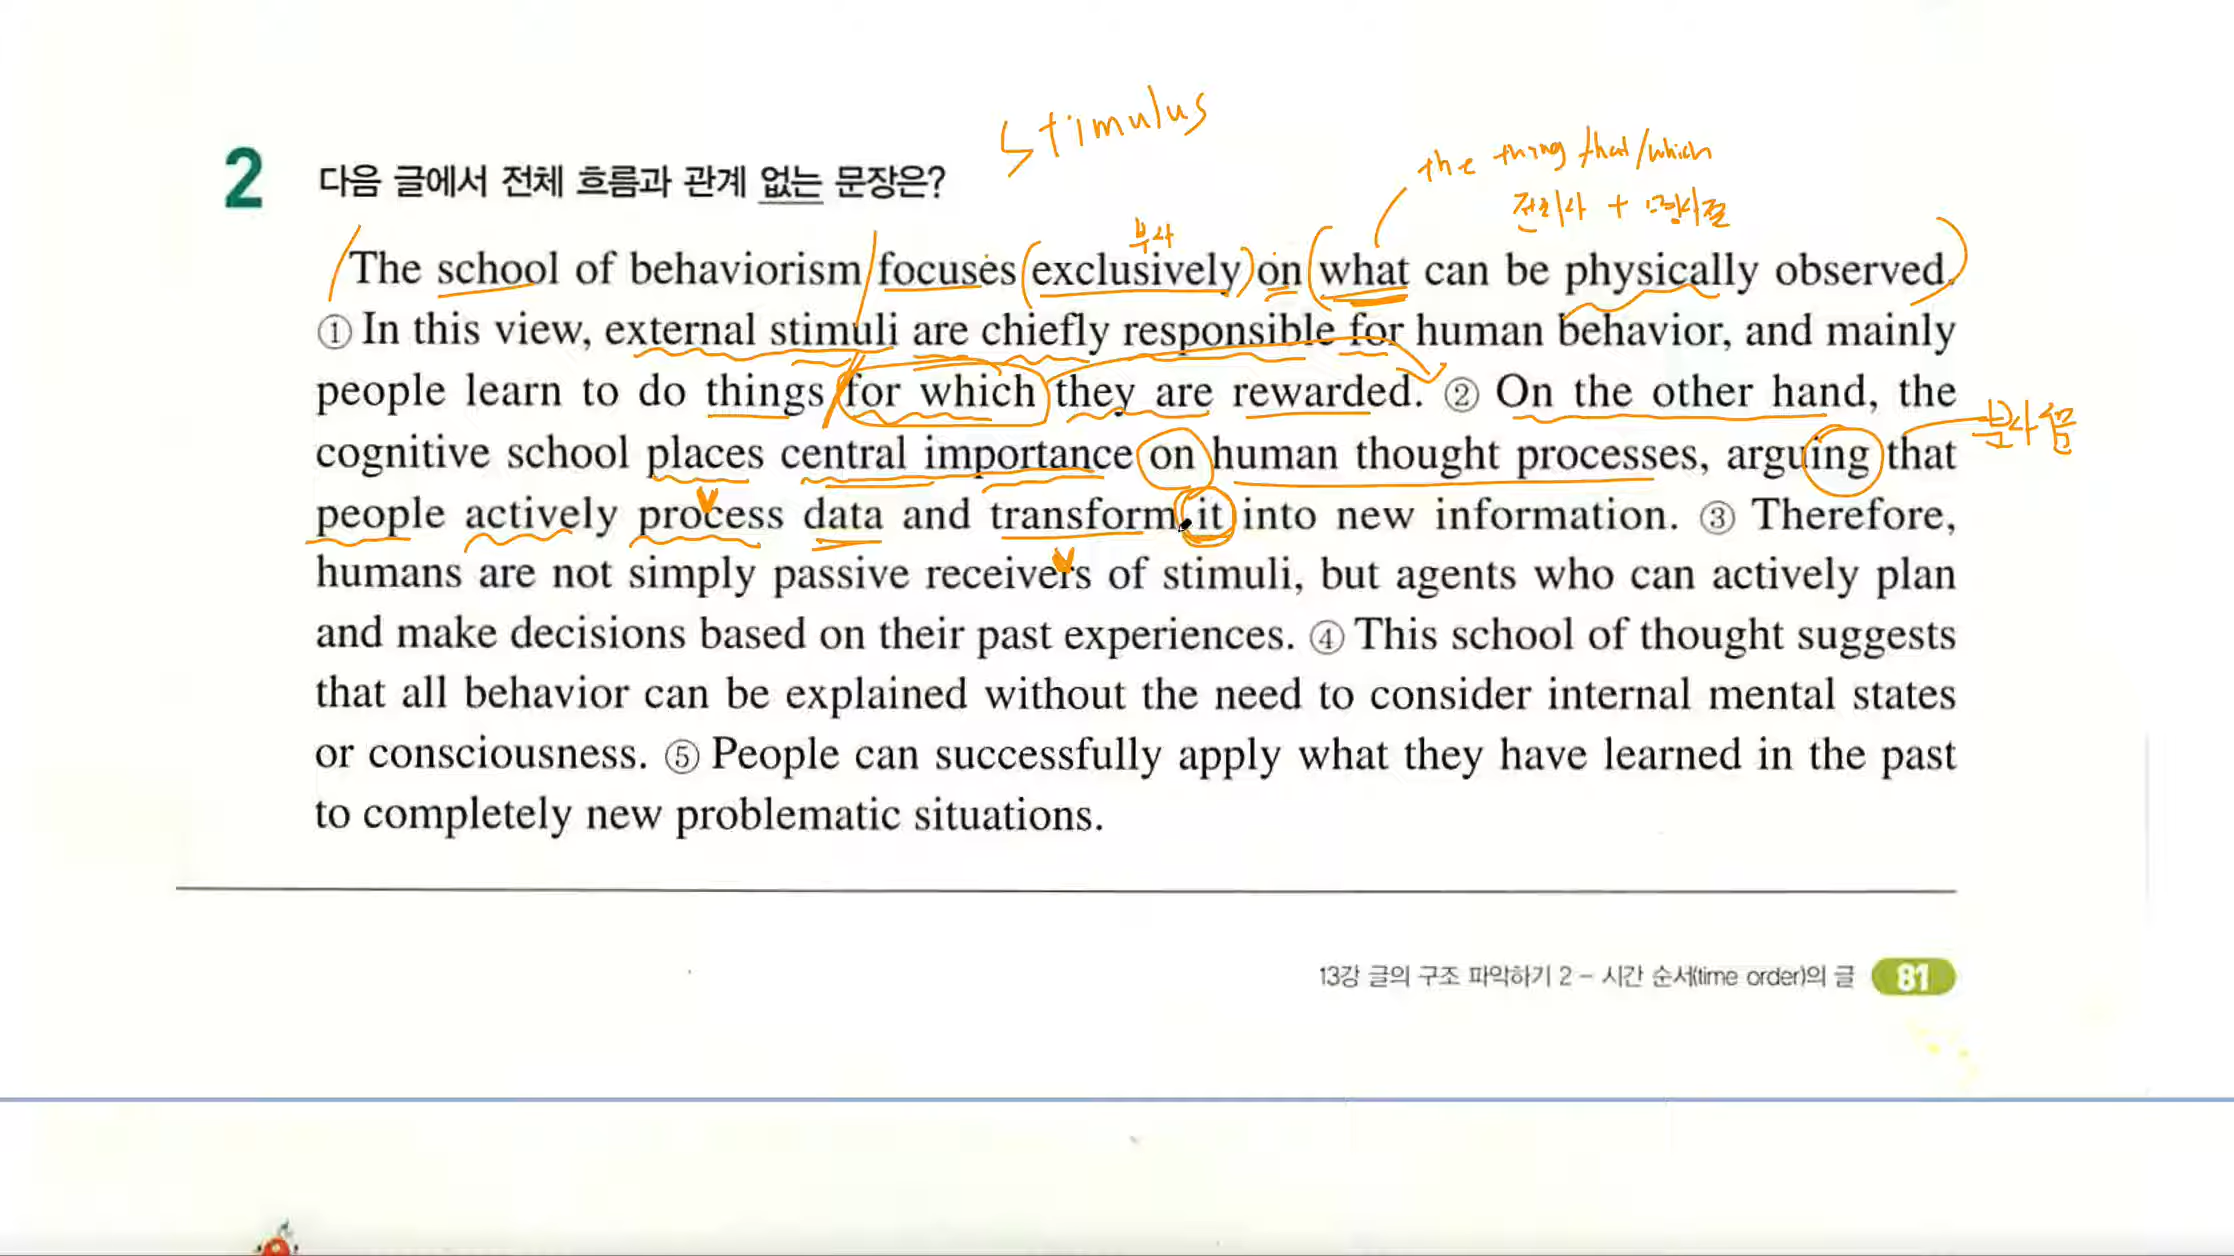 stimulus
the thing that/which
전치사 + 명사절
2 다음 글에서 전체 흐름과 관계 없는 문장은?
부사
The school of behaviorism focuses exclusively on what can be physically observed.
① In this view, external stimuli are chiefly responsible for human behavior, and mainly
people learn to do things for which they are rewarded. ② On the other hand, the
분사
cognitive school places central importance on human thought processes, arguing that
people actively process data and transform it into new information. ③ Therefore,
humans are not simply passive receivers of stimuli, but agents who can actively plan
and make decisions based on their past experiences. ④ This school of thought suggests
that all behavior can be explained without the need to consider internal mental states
or consciousness. ⑤ People can successfully apply what they have learned in the past
to completely new problematic situations.
13강 글의 구조 파악하기 2 – 시간 순서(time order)의 글 81